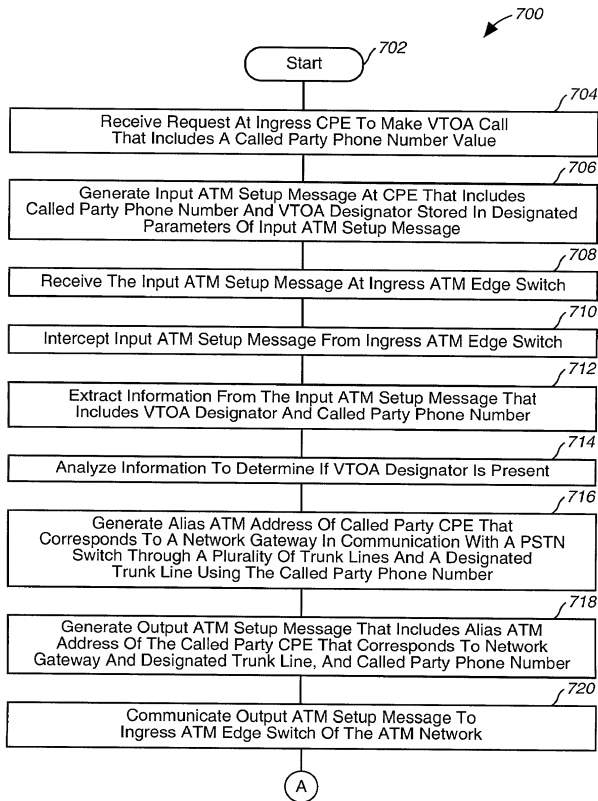 700
702
Start
704
Receive Request At Ingress CPE To Make VTOA Call
That Includes A Called Party Phone Number Value
706
Generate Input ATM Setup Message At CPE That Includes
Called Party Phone Number And VTOA Designator Stored In Designated
Parameters Of Input ATM Setup Message
708
Receive The Input ATM Setup Message At Ingress ATM Edge Switch
710
Intercept Input ATM Setup Message From Ingress ATM Edge Switch
712
Extract Information From The Input ATM Setup Message That
Includes VTOA Designator And Called Party Phone Number
714
Analyze Information To Determine If VTOA Designator Is Present
716
Generate Alias ATM Address Of Called Party CPE That
Corresponds To A Network Gateway In Communication With A PSTN
Switch Through A Plurality Of Trunk Lines And A Designated
Trunk Line Using The Called Party Phone Number
718
Generate Output ATM Setup Message That Includes Alias ATM
Address Of The Called Party CPE That Corresponds To Network
Gateway And Designated Trunk Line, And Called Party Phone Number
720
Communicate Output ATM Setup Message To
Ingress ATM Edge Switch Of The ATM Network
A